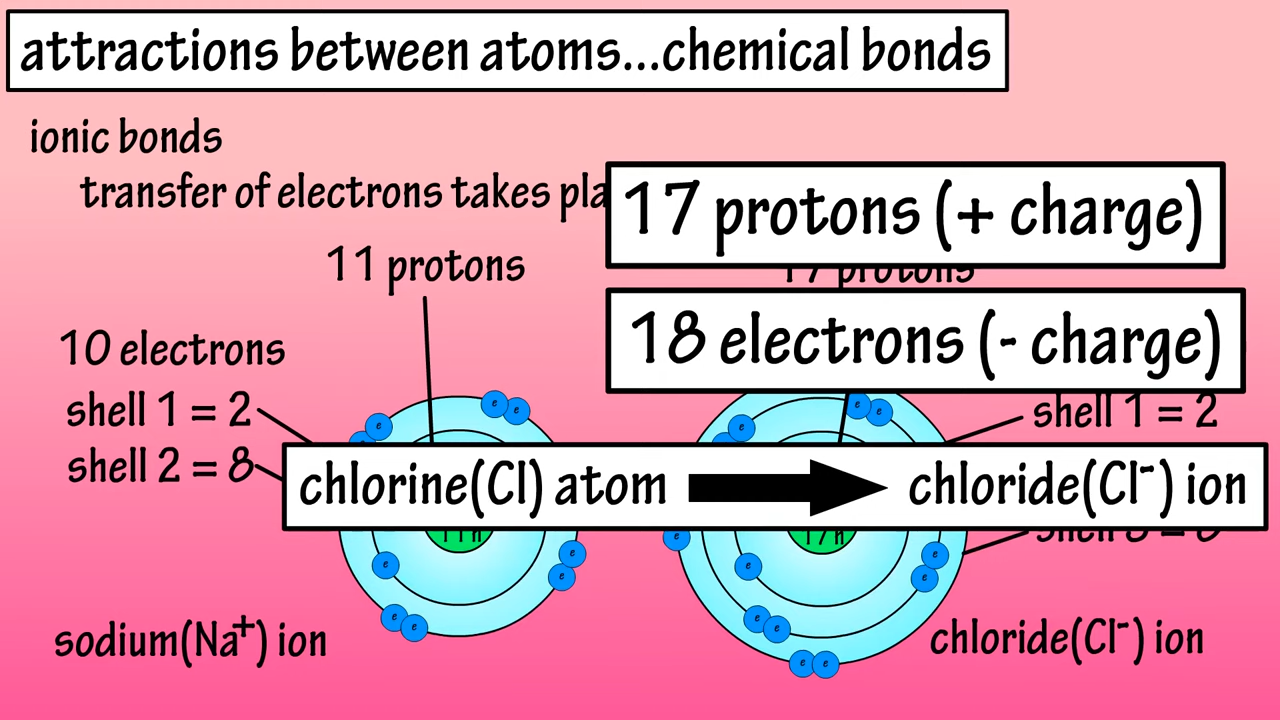 attractions between atoms...chemical bonds
ionic bonds
transfer of electrons takes
17 protons (+ charge)
11 protons
17 protons
18 electrons (- charge)
10 electrons
shell 1 = 2
shell 2 = 8
shell 1 = 2
chlorine(Cl) atom chloride(Cl⁻) ion
sodium(Na⁺) ion
chloride(Cl⁻) ion
e e e e e e e e
e e e e e e e e e e e